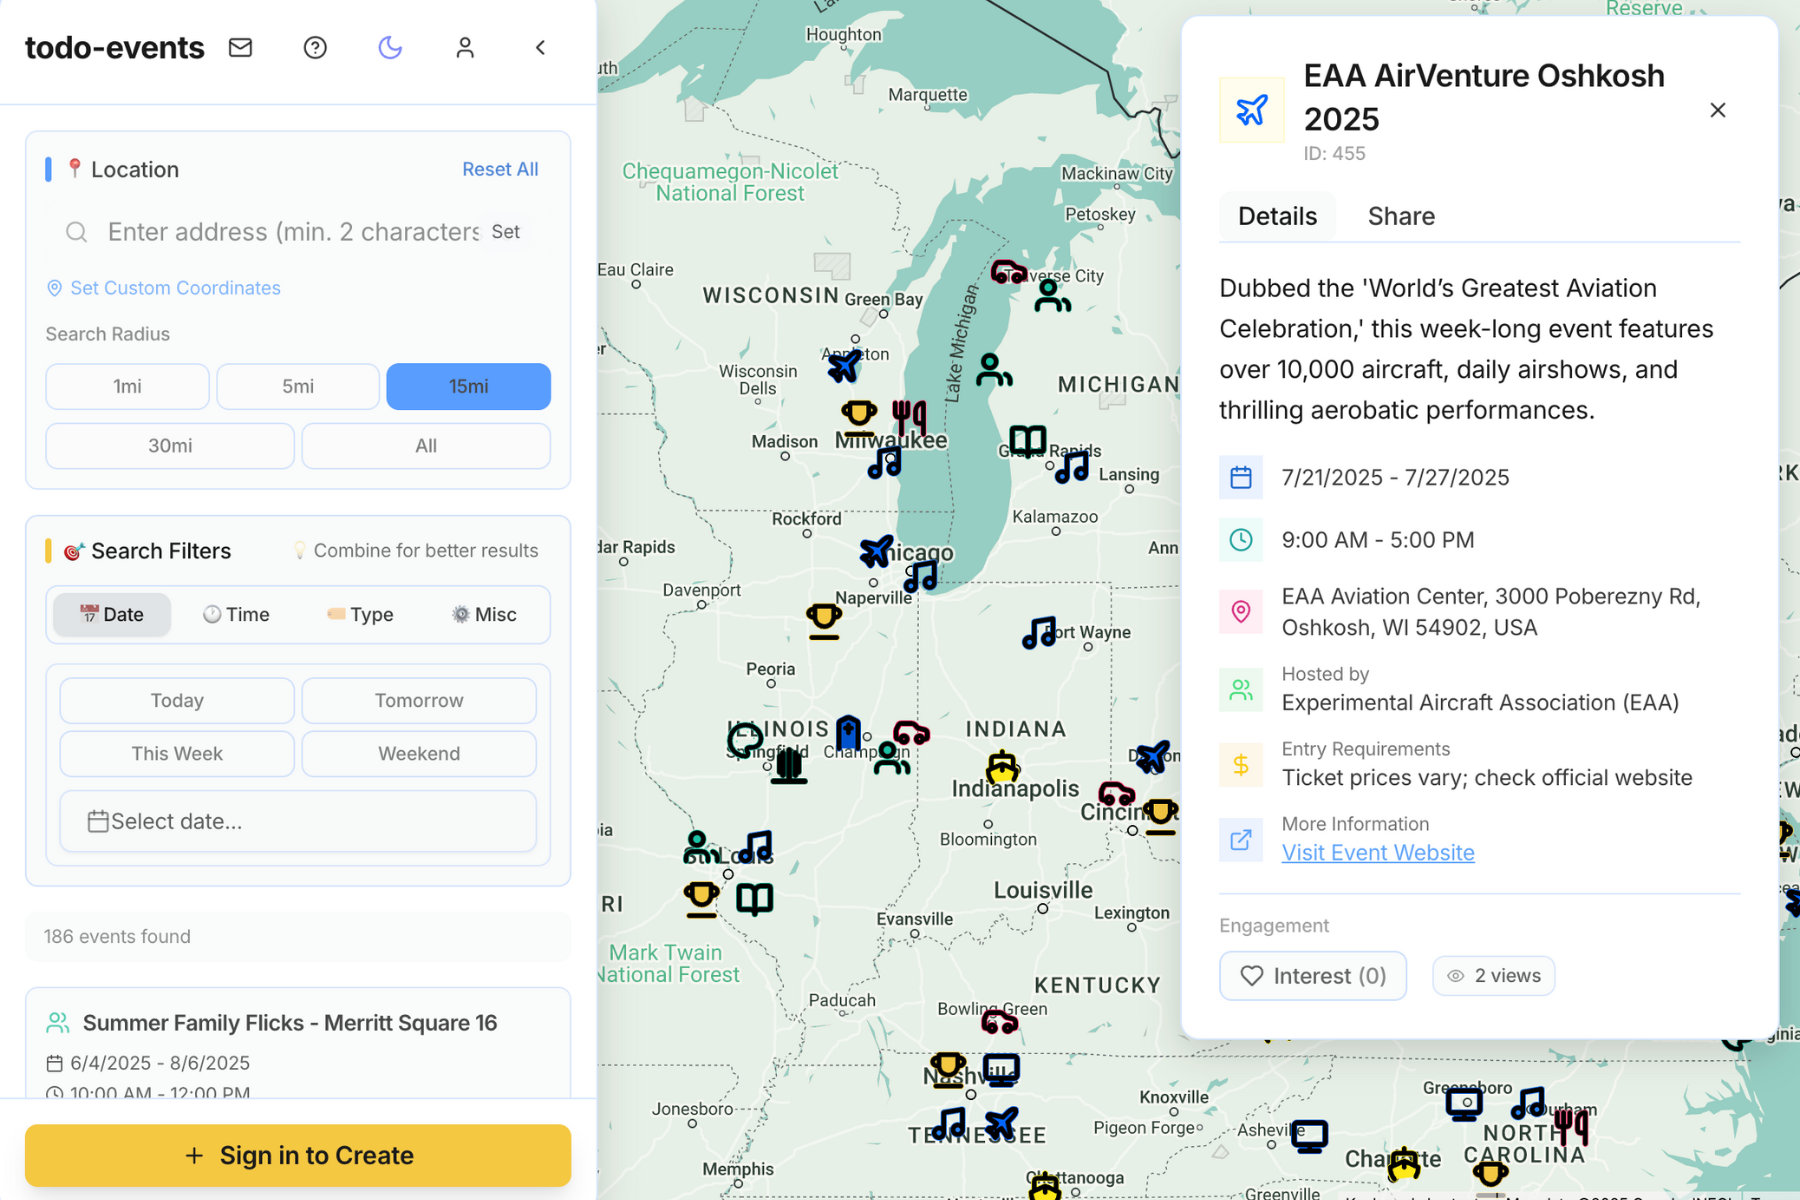 todo-events
Location
Reset All
Enter address (min. 2 characters
Set
Set Custom Coordinates
Search Radius
1mi
5mi
15mi
30mi
All
Search Filters
Combine for better results
Date
Time
Type
Misc
Today
Tomorrow
This Week
Weekend
Select date...
186 events found
Summer Family Flicks - Merritt Square 16
6/4/2025 - 8/6/2025
10:00 AM - 12:00 PM
+ Sign in to Create
Houghton
Marquette
Chequamegon-Nicolet
National Forest
Mackinaw City
Petoskey
Eau Claire
WISCONSIN
Green Bay
Traverse City
Lake Michigan
Appleton
Wisconsin
Dells
MICHIGAN
Madison
Milwaukee
Grand Rapids
Lansing
Rockford
Kalamazoo
dar Rapids
Chicago
Ann
Davenport
Naperville
Fort Wayne
Peoria
ILLINOIS
INDIANA
Springfield
Champaign
Indianapolis
Bloomington
St. Louis
Louisville
Lexington
Evansville
RI
Mark Twain
National Forest
KENTUCKY
Paducah
Bowling Green
Nashville
Knoxville
Jonesboro
TENNESSEE
Pigeon Forge
Asheville
Greensboro
Durham
NORTH
CAROLINA
Charlotte
Memphis
Chattanooga
Greenville
Reserve
EAA AirVenture Oshkosh
2025
ID: 455
Details
Share
Dubbed the 'World’s Greatest Aviation
Celebration,' this week-long event features
over 10,000 aircraft, daily airshows, and
thrilling aerobatic performances.
7/21/2025 - 7/27/2025
9:00 AM - 5:00 PM
EAA Aviation Center, 3000 Poberezny Rd,
Oshkosh, WI 54902, USA
Hosted by
Experimental Aircraft Association (EAA)
Entry Requirements
Ticket prices vary; check official website
More Information
Visit Event Website
Engagement
Interest (0)
2 views